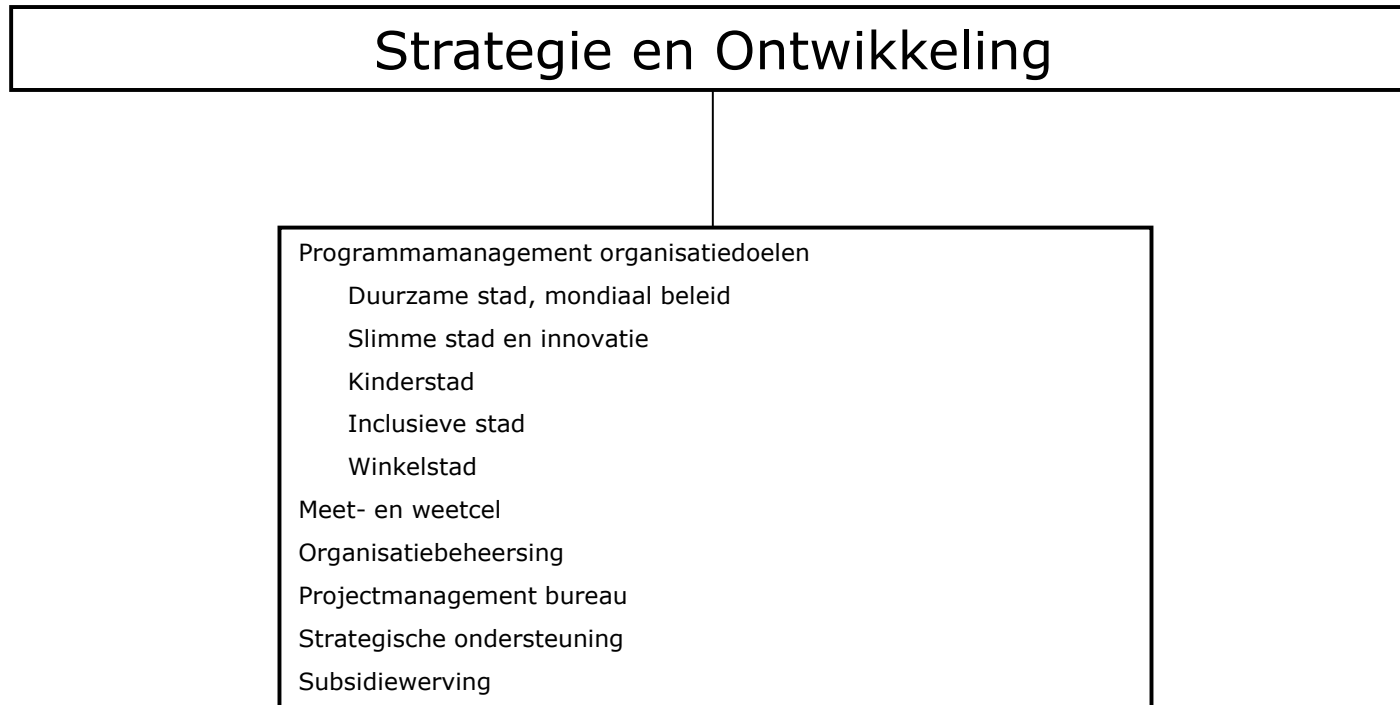 Strategie en Ontwikkeling
Programmamanagement organisatiedoelen
Duurzame stad, mondiaal beleid
Slimme stad en innovatie
Kinderstad
Inclusieve stad
Winkelstad
Meet- en weetcel
Organisatiebeheersing
Projectmanagement bureau
Strategische ondersteuning
Subsidiewerving